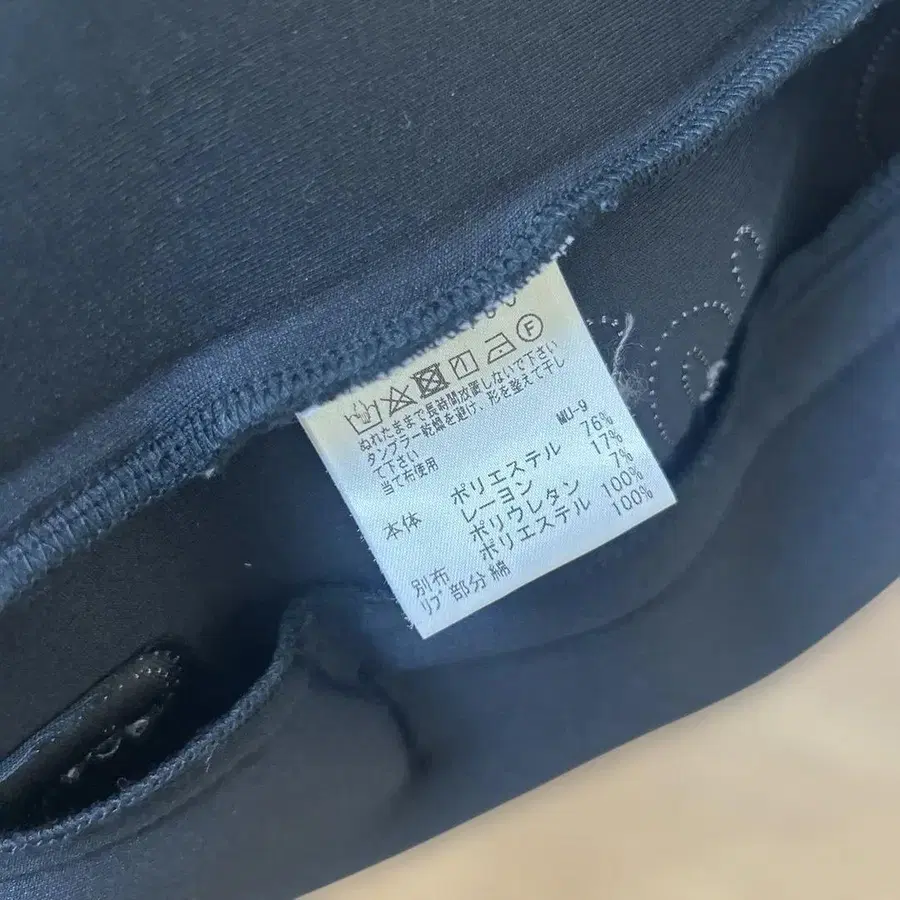 F
ぬれたままで長時間放置しないで下さい
タンブラー乾燥を避け、形を整えて干し
て下さい
当て布使用
MU-9
本体 ポリエステル 76%
レーヨン 17%
ポリウレタン 7%
別布 ポリエステル 100%
リブ部分 綿 100%